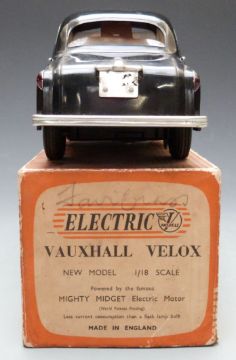 ELECTRIC V
VAUXHALL VELOX
NEW MODEL 1/18 SCALE
Powered by the famous
MIGHTY MIDGET Electric Motor
(World Patents Pending)
Less current consumption than a flash lamp bulb
MADE IN ENGLAND